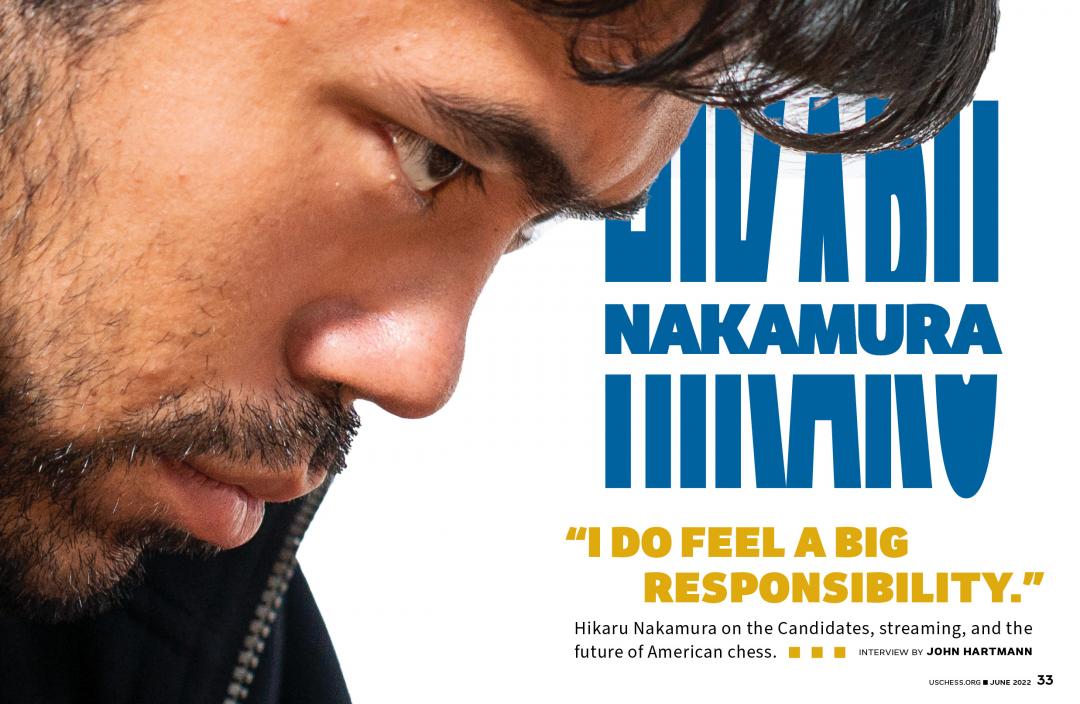 HIKARU
NAKAMURA
“I DO FEEL A BIG
RESPONSIBILITY.”
Hikaru Nakamura on the Candidates, streaming, and the
future of American chess. ■ ■ ■ INTERVIEW BY JOHN HARTMANN
USCHESS.ORG ■ JUNE 2022 33